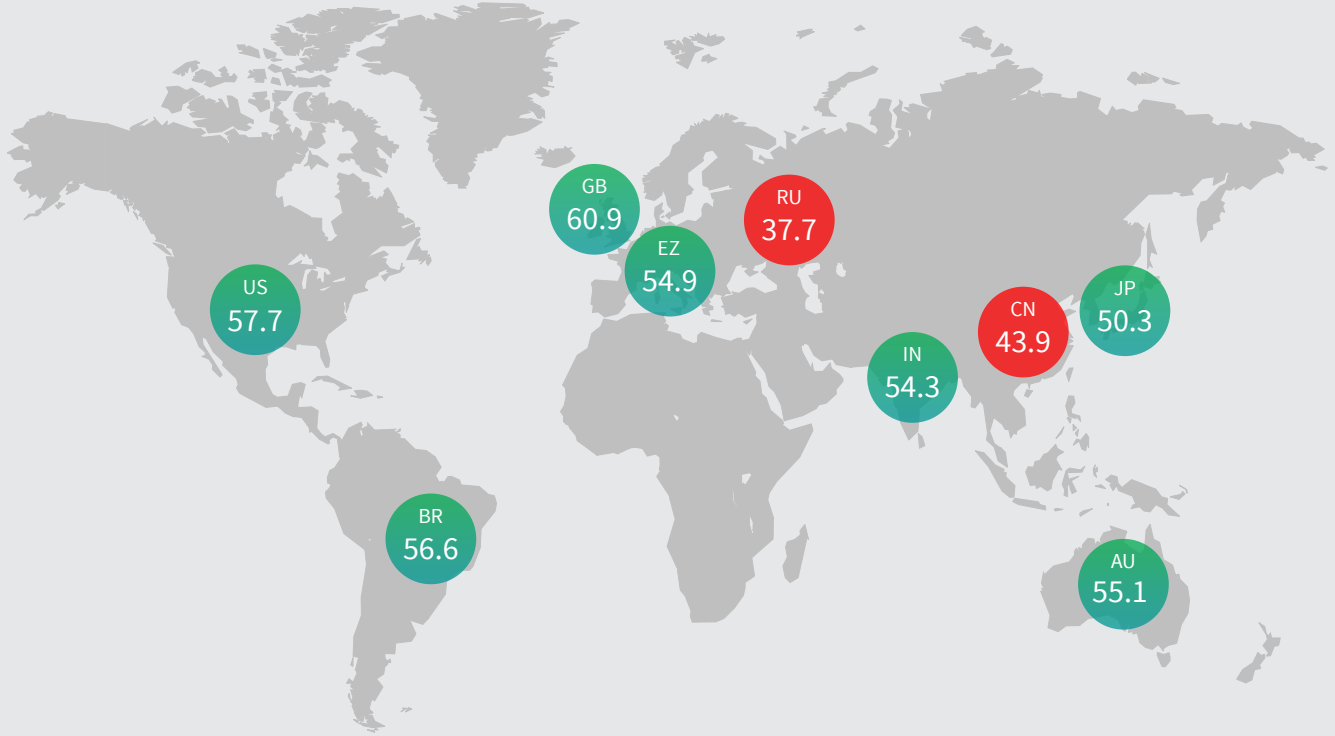 GB
60.9
RU
37.7
EZ
54.9
US
57.7
JP
50.3
CN
43.9
IN
54.3
BR
56.6
AU
55.1